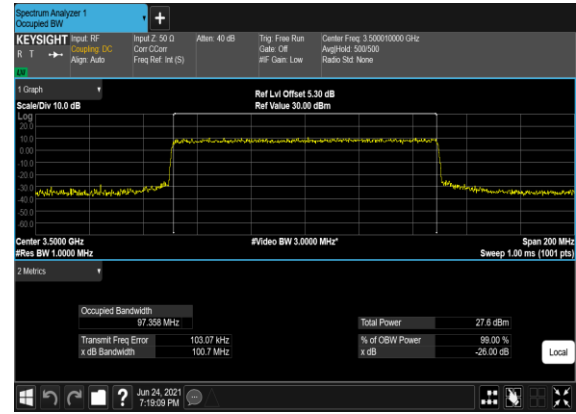 Spectrum Analyzer 1
Occupied BW
+
KEYSIGHT Input: RF Input Z: 50 Ω Atten: 40 dB Trig: Free Run Center Freq: 3.500010000 GHz
R T Coupling: DC Corr CCorr Gate: Off Avg|Hold: 500/500
Align: Auto Freq Ref: Int (S) #IF Gain: Low Radio Std: None
LV
1 Graph Ref Lvl Offset 5.30 dB
Scale/Div 10.0 dB Ref Value 30.00 dBm
Log
20.0
10.0
0.00
-10.0
-20.0
-30.0
-40.0
-50.0
-60.0
Center 3.5000 GHz #Video BW 3.0000 MHz* Span 200 MHz
#Res BW 1.0000 MHz Sweep 1.00 ms (1001 pts)
2 Metrics
Occupied Bandwidth
97.358 MHz Total Power 27.6 dBm
Transmit Freq Error 103.07 kHz % of OBW Power 99.00 %
x dB Bandwidth 100.7 MHz x dB -26.00 dB
Local
?
Jun 24, 2021
7:19:09 PM